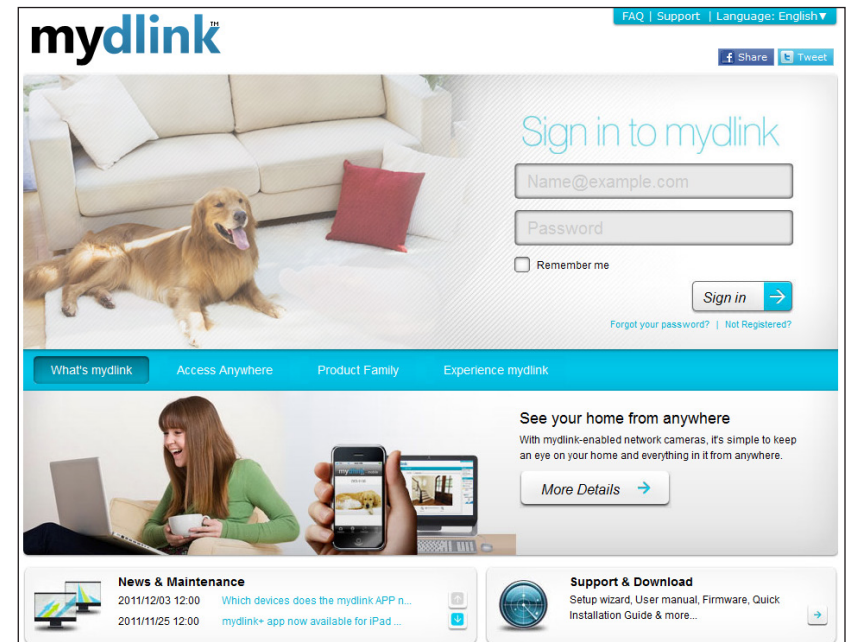 FAQ | Support | Language: English▼
mydlink™
Share
Tweet
Sign in to mydlink
Name@example.com
Password
Remember me
Sign in
Forgot your password? | Not Registered?
What's mydlink
Access Anywhere
Product Family
Experience mydlink
See your home from anywhere
With mydlink-enabled network cameras, it's simple to keep
an eye on your home and everything in it from anywhere.
More Details
News & Maintenance
2011/12/03 12:00 Which devices does the mydlink APP n...
2011/11/25 12:00 mydlink+ app now available for iPad ...
Support & Download
Setup wizard, User manual, Firmware, Quick
Installation Guide & more...